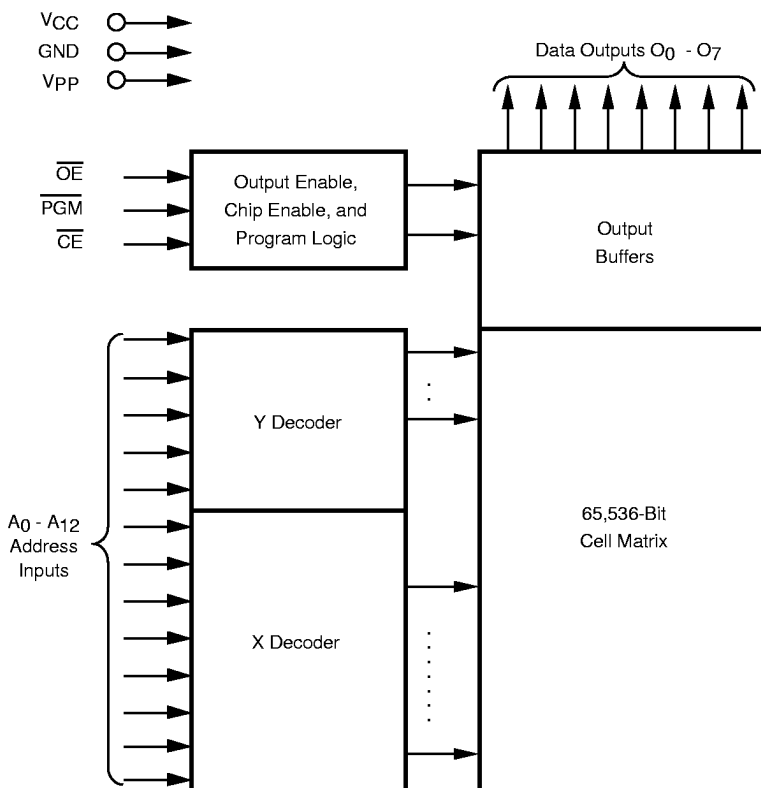 VCC
GND
VPP
Data Outputs O0 - O7
OE
PGM
CE
Output Enable,
Chip Enable, and
Program Logic
Output
Buffers
Y Decoder
A0 - A12
Address
Inputs
65,536-Bit
Cell Matrix
X Decoder